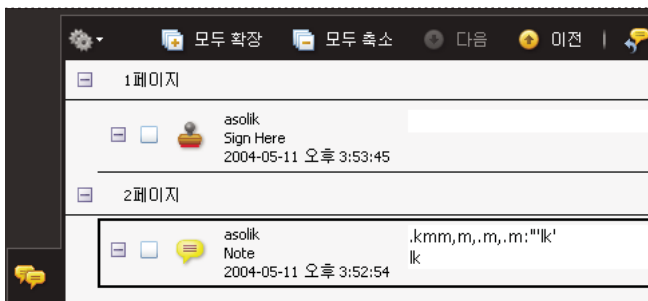 모두 확장 모두 축소 다음 이전
1페이지
asolik
Sign Here
2004-05-11 오후 3:53:45
2페이지
asolik .kmm,m,.m,.m:"'lk'
Note lk
2004-05-11 오후 3:52:54